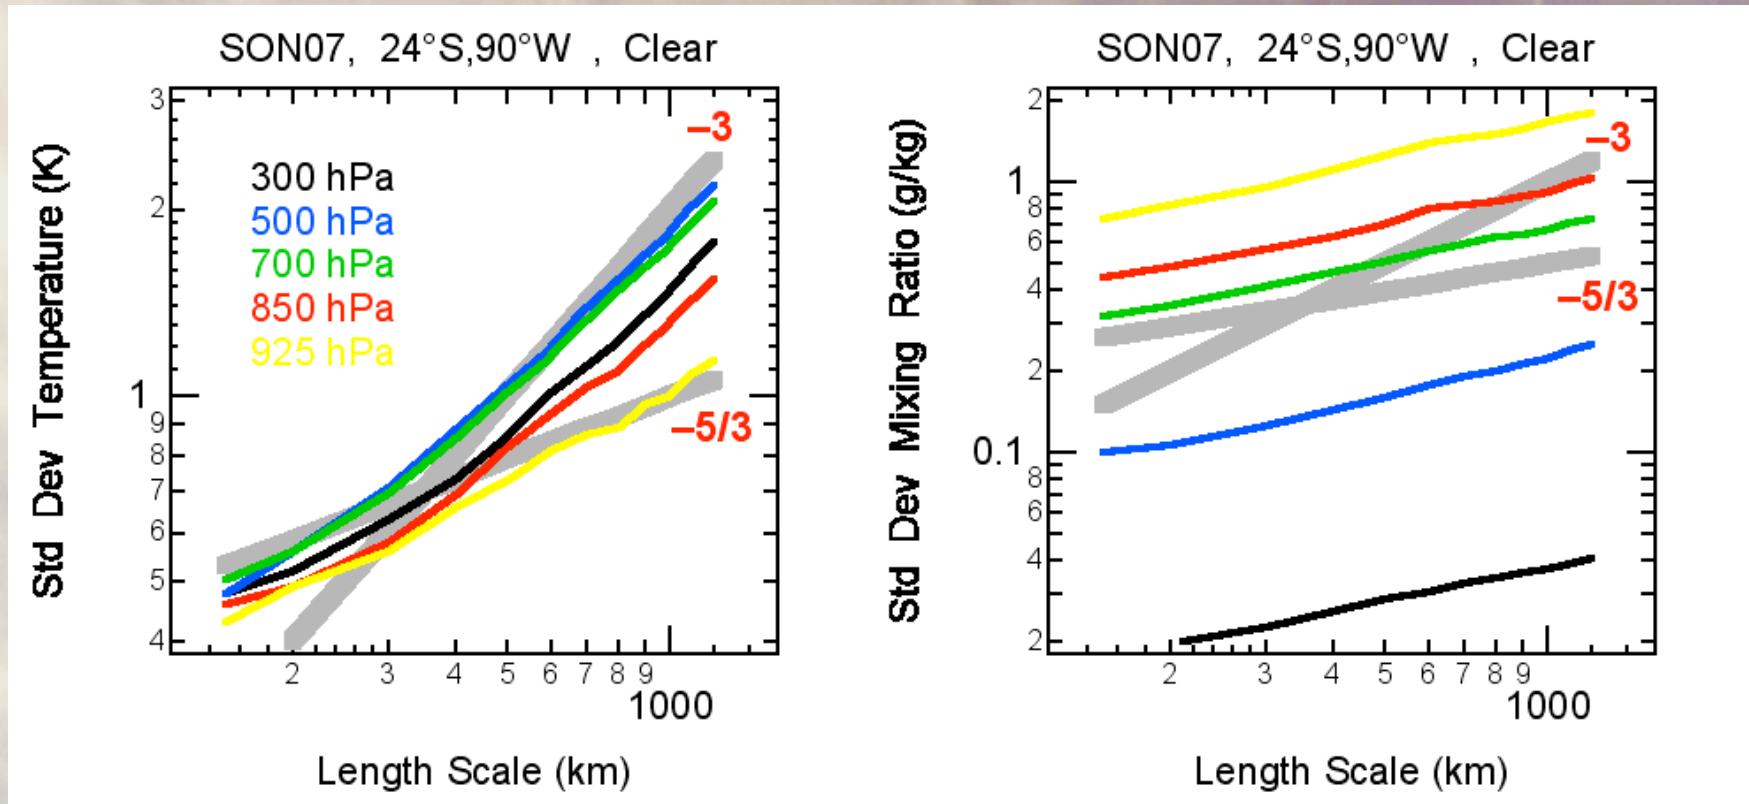 SON07, 24°S,90°W , Clear
Std Dev Temperature (K)
3
2
1
9
8
7
6
5
4
–3
300 hPa
500 hPa
700 hPa
850 hPa
925 hPa
–5/3
2 3 4 5 6 7 8 9
1000
Length Scale (km)
SON07, 24°S,90°W , Clear
Std Dev Mixing Ratio (g/kg)
2
1
8
6
4
2
0.1
8
6
4
2
–3
–5/3
2 3 4 5 6 7 8 9
1000
Length Scale (km)